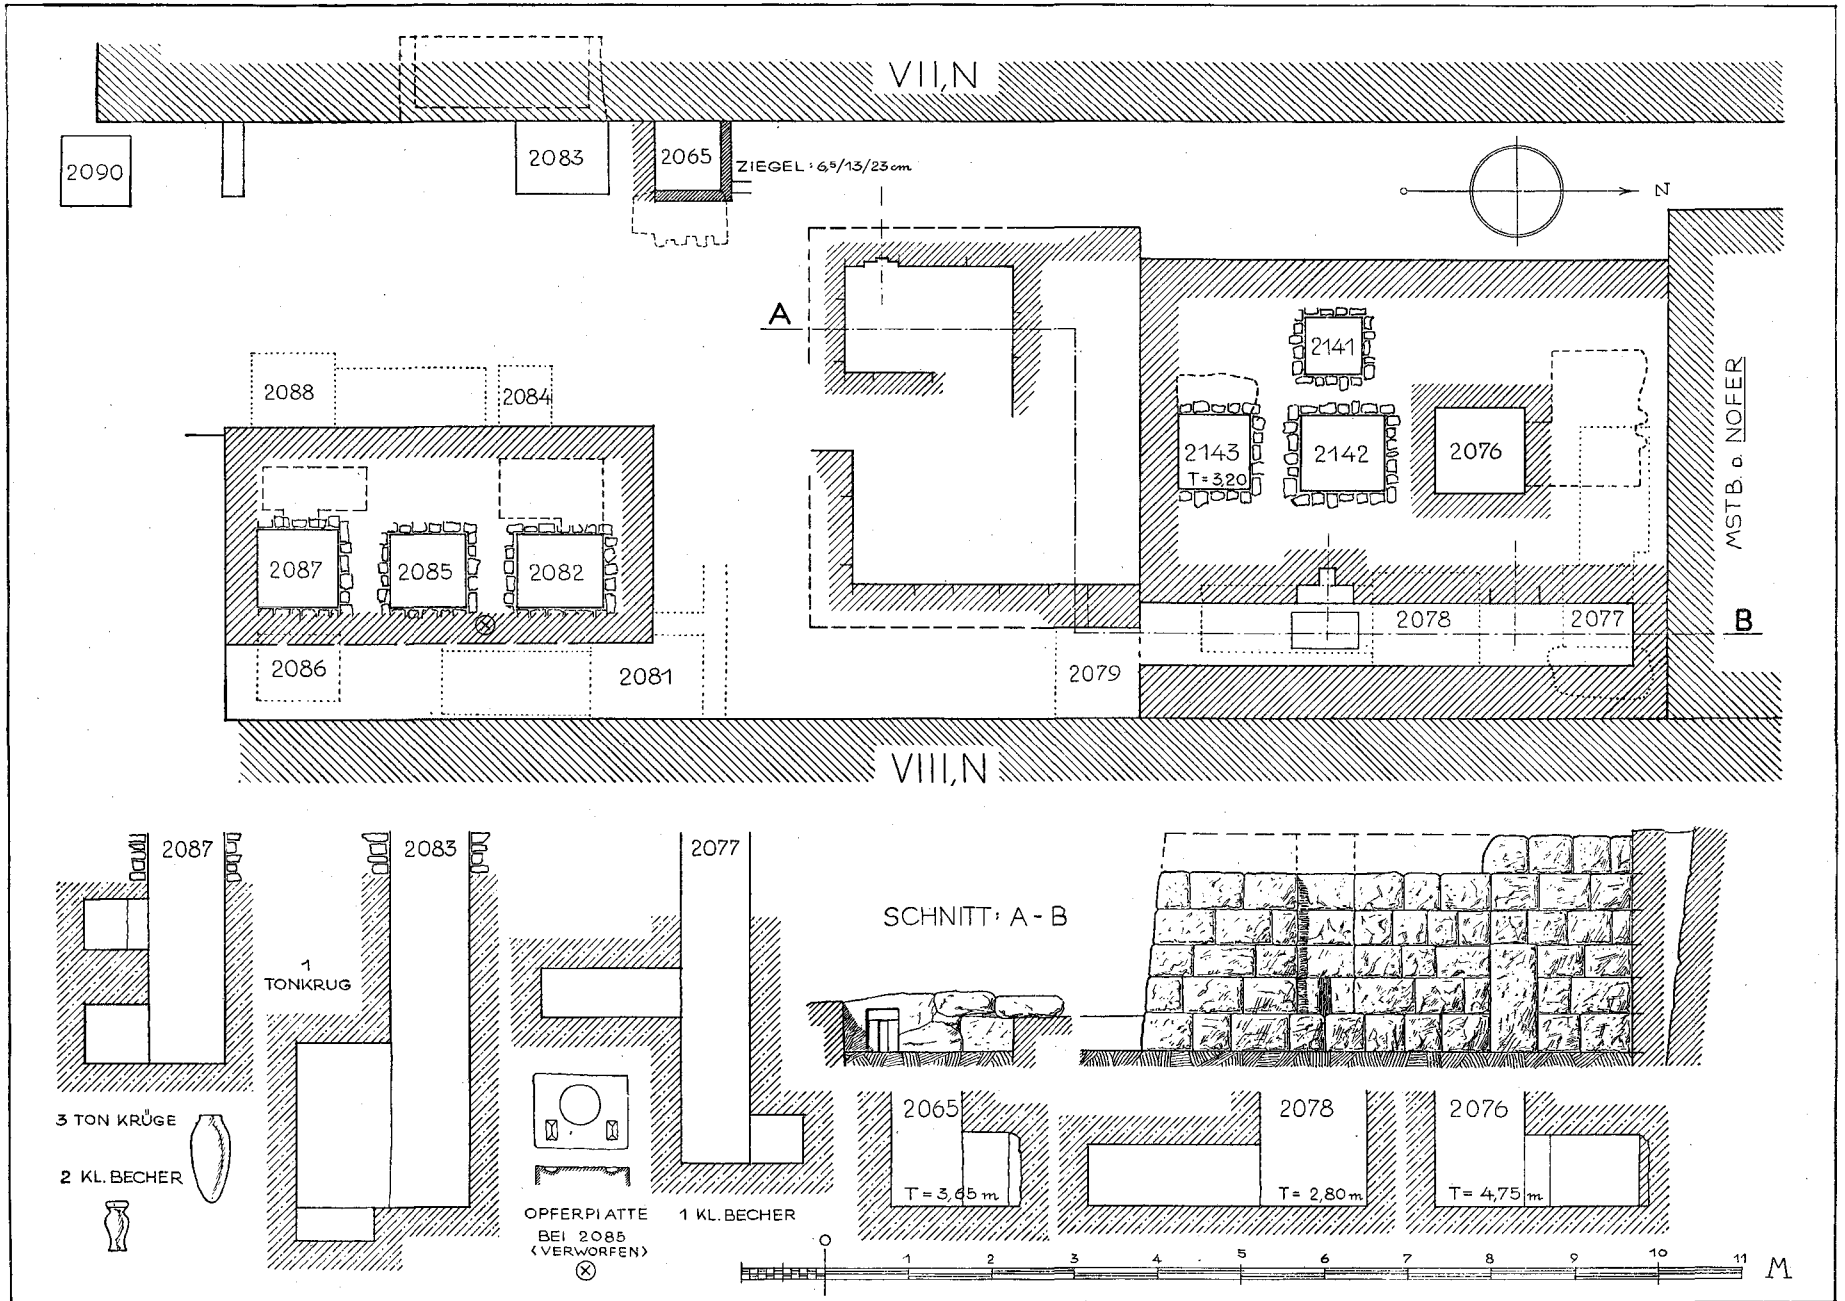 VII,N
2090
2083
2065
ZIEGEL : 6,5/13/23 cm
N
A
2141
2088
2084
2143
T = 3,20
2142
2076
MSTB. D. NOFER
2087
2085
2082
2086
2081
2079
2078
2077
B
VIII,N
2087
2083
2077
SCHNITT: A - B
1
TONKRUG
3 TON KRÜGE
2 KL. BECHER
OPFERPLATTE
BEI 2085
(VERWORFEN)
1 KL. BECHER
2065
T = 3,65 m
2078
T = 2,80 m
2076
T = 4,75 m
0 1 2 3 4 5 6 7 8 9 10 11 M